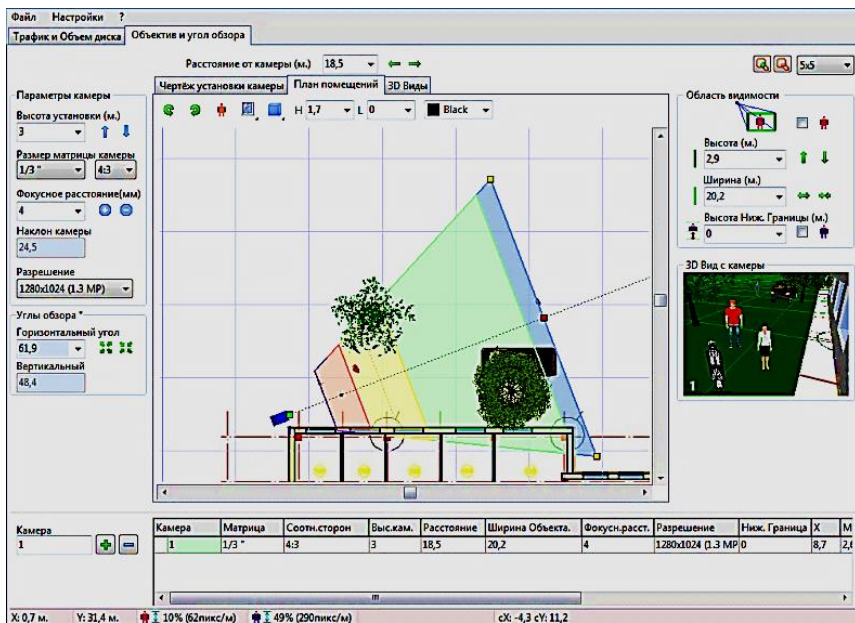 Файл Настройки ?
Трафик и Объем диска Объектив и угол обзора
Расстояние от камеры (м.) 18,5
5x5
Чертёж установки камеры План помещений 3D Виды
H 1,7 L 0 Black
Параметры камеры
Высота установки (м.)
3
Размер матрицы камеры
1/3 " 4:3
Фокусное расстояние(мм)
4
Наклон камеры
24,5
Разрешение
1280x1024 (1.3 MP)
Углы обзора *
Горизонтальный угол
61,9
Вертикальный
48,4
Область видимости
Высота (м.)
2,9
Ширина (м.)
20,2
Высота Ниж. Границы (м.)
0
3D Вид с камеры
1
Камера
1
Камера Матрица Соотн.сторон Выс.кам. Расстояние Ширина Объекта. Фокусн.расст. Разрешение Ниж. Граница X М
1 1/3 " 4:3 3 18,5 20,2 4 1280x1024 (1.3 MP 0 8,7 2,6
X: 0,7 м. Y: 31,4 м. 10% (62пикс/м) 49% (290пикс/м) cX: -4,3 cY: 11,2